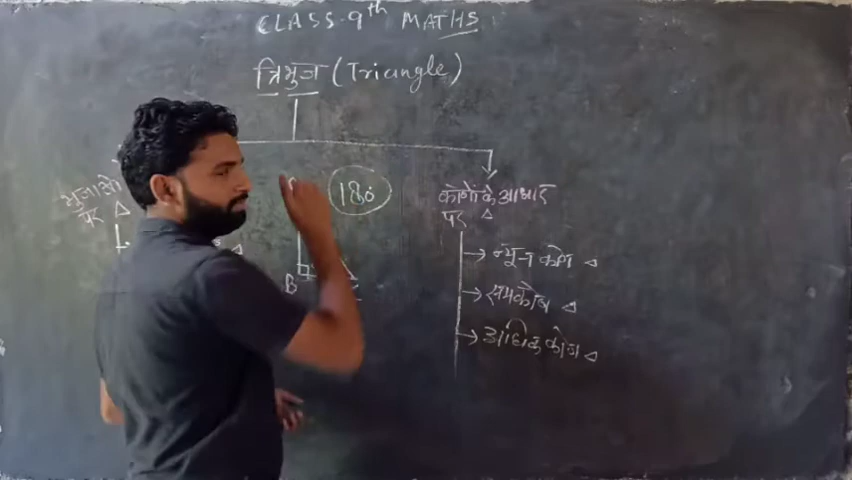 CLASS-9th MATHS
त्रिभुज (Triangle)
भुजाओ
पर △
180
B
कोणों के आधार
पर △
→ न्यून कोण △
→ समकोण △
→ अधिक कोण △